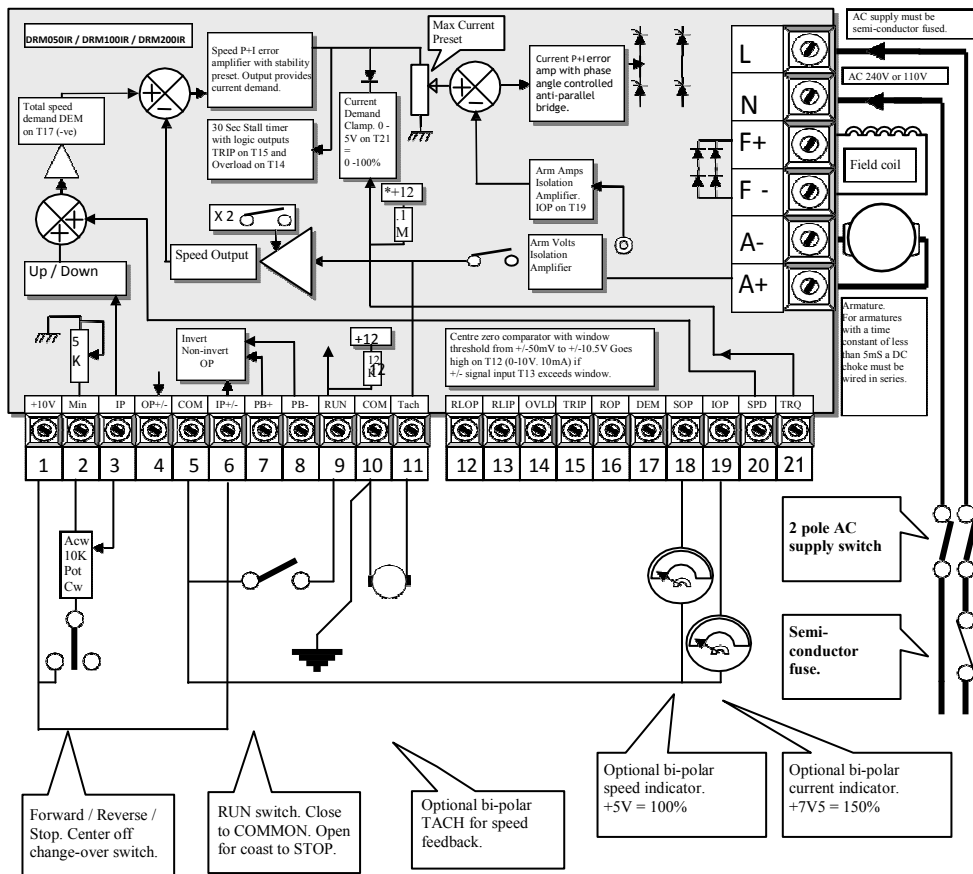 DRM050IR / DRM100IR / DRM200IR
Speed P+I error
amplifier with stability
preset. Output provides
current demand.
Max Current
Preset
Current P+I error
amp with phase
angle controlled
anti-parallel
bridge.
AC supply must be
semi-conductor fused.
AC 240V or 110V
L
N
F+
F -
A-
A+
Field coil
Total speed
demand DEM
on T17 (-ve)
30 Sec Stall timer
with logic outputs
TRIP on T15 and
Overload on T14
Current
Demand
Clamp. 0 -
5V on T21
=
0 -100%
*+12
.1
M
Arm Amps
Isolation
Amplifier.
IOP on T19
X 2
Speed Output
Arm Volts
Isolation
Amplifier
Up / Down
5
K
Invert
Non-invert
OP
+12
12
K
12
Centre zero comparator with window
threshold from +/-50mV to +/-10.5V Goes
high on T12 (0-10V. 10mA) if
+/- signal input T13 exceeds window.
Armature.
For armatures
with a time
constant of less
than 5mS a DC
choke must be
wired in series.
+10V Min IP OP+/- COM IP+/- PB+ PB- RUN COM Tach
RLOP RLIP OVLD TRIP ROP DEM SOP IOP SPD TRQ
1 2 3 4 5 6 7 8 9 10 11
12 13 14 15 16 17 18 19 20 21
Acw
10K
Pot
Cw
2 pole AC
supply switch
Semi-
conductor
fuse.
Forward / Reverse /
Stop. Center off
change-over switch.
RUN switch. Close
to COMMON. Open
for coast to STOP.
Optional bi-polar
TACH for speed
feedback.
Optional bi-polar
speed indicator.
+5V = 100%
Optional bi-polar
current indicator.
+7V5 = 150%